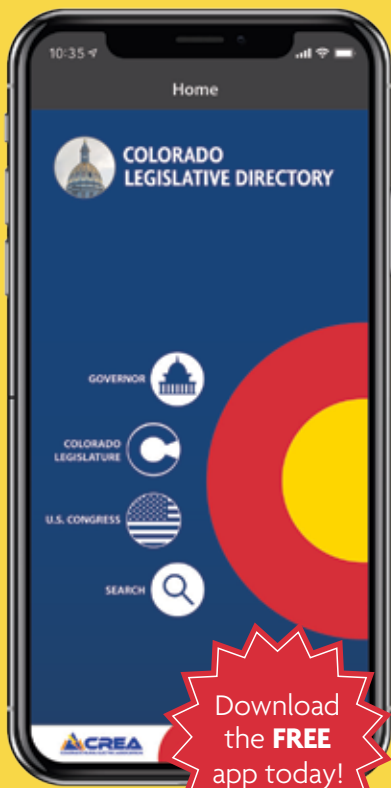 10:35
Home
COLORADO
LEGISLATIVE DIRECTORY
GOVERNOR
COLORADO
LEGISLATURE
U.S. CONGRESS
SEARCH
CREA
Download
the FREE
app today!